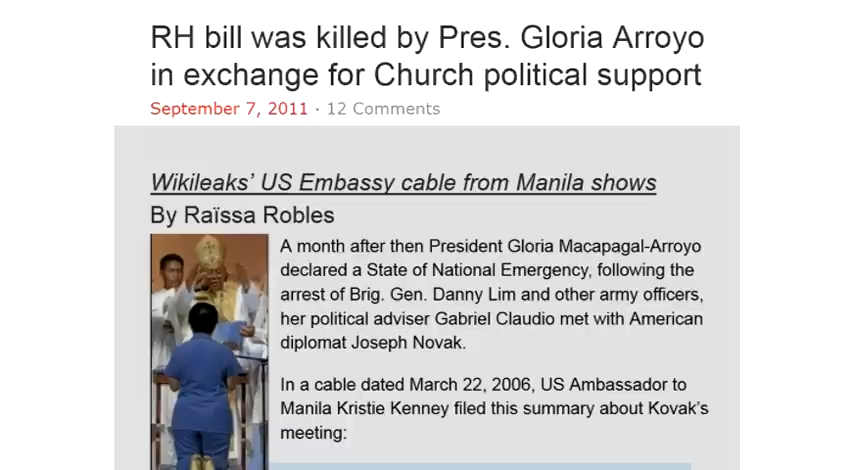 RH bill was killed by Pres. Gloria Arroyo
in exchange for Church political support
September 7, 2011 · 12 Comments
Wikileaks’ US Embassy cable from Manila shows
By Raïssa Robles
A month after then President Gloria Macapagal-Arroyo
declared a State of National Emergency, following the
arrest of Brig. Gen. Danny Lim and other army officers,
her political adviser Gabriel Claudio met with American
diplomat Joseph Novak.
In a cable dated March 22, 2006, US Ambassador to
Manila Kristie Kenney filed this summary about Kovak’s
meeting: